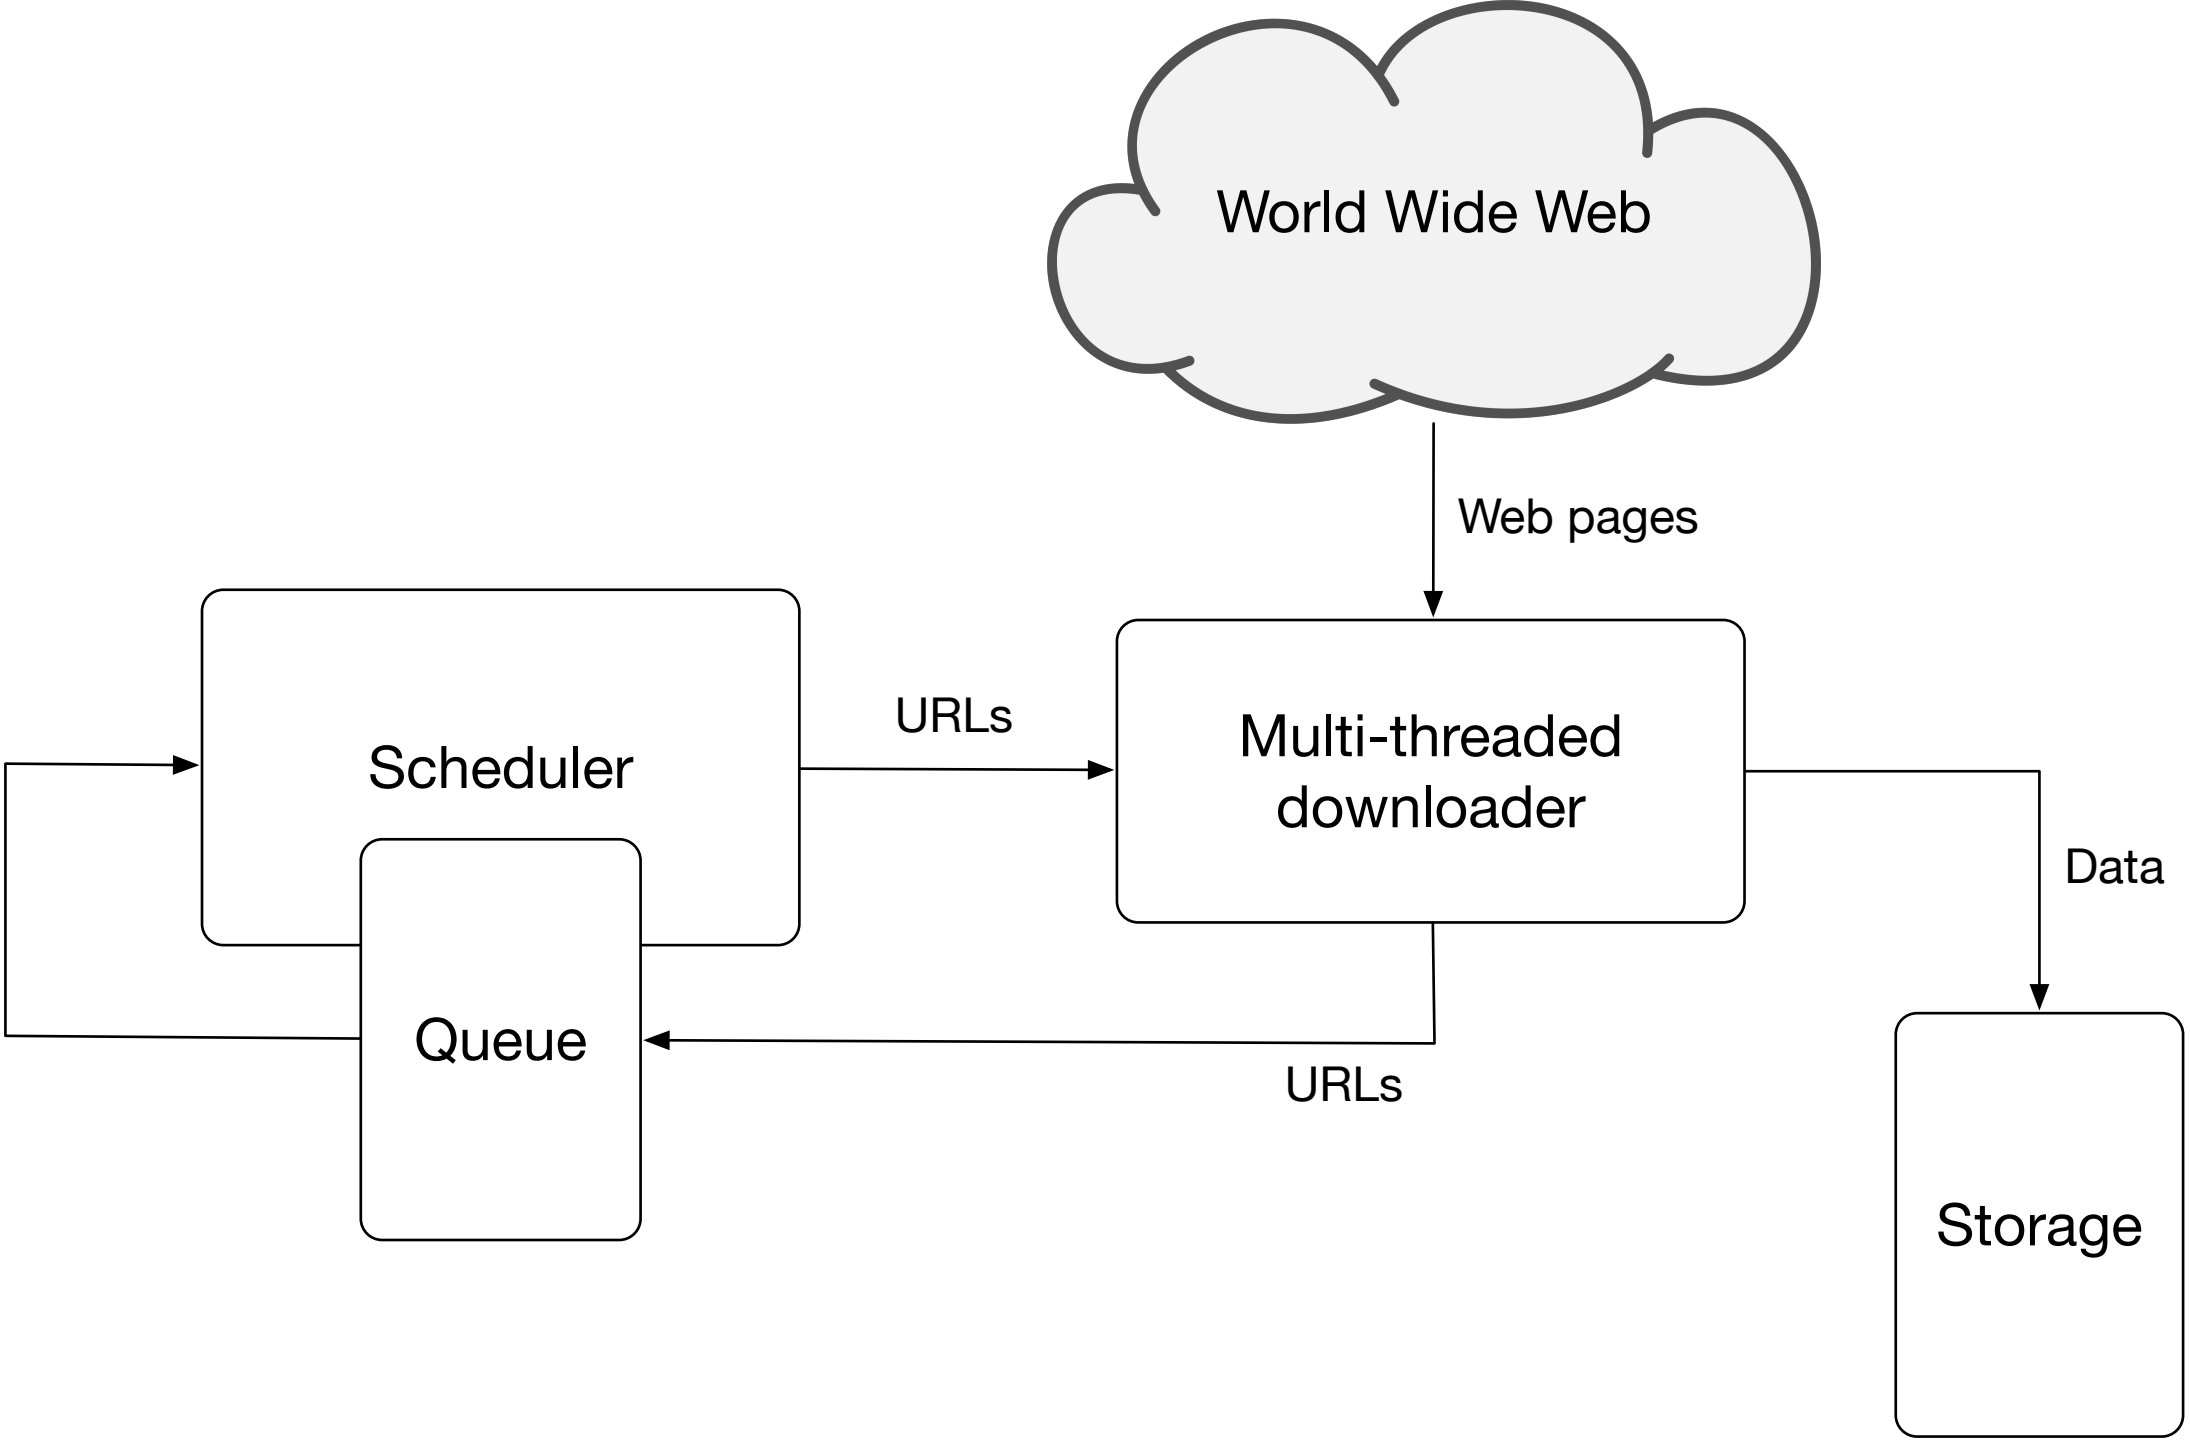 World Wide Web
Web pages
Scheduler
URLs
Multi-threaded
downloader
Data
Queue
URLs
Storage